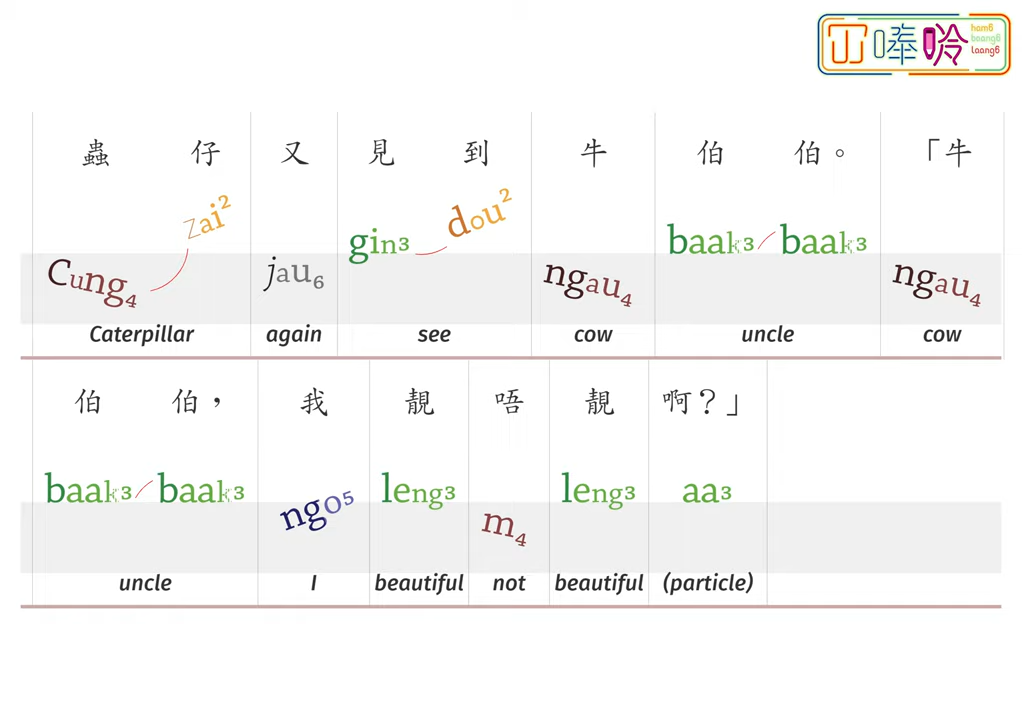 冚唪唥 ham6 baang6 laang6
蟲仔又見到牛伯伯。「牛
Cung4 zai2 jau6 gin3 dou2 ngau4 baak3 baak3 ngau4
Caterpillar again see cow uncle cow
伯伯，我靚唔靚啊？」
baak3 baak3 ngo5 leng3 m4 leng3 aa3
uncle I beautiful not beautiful (particle)